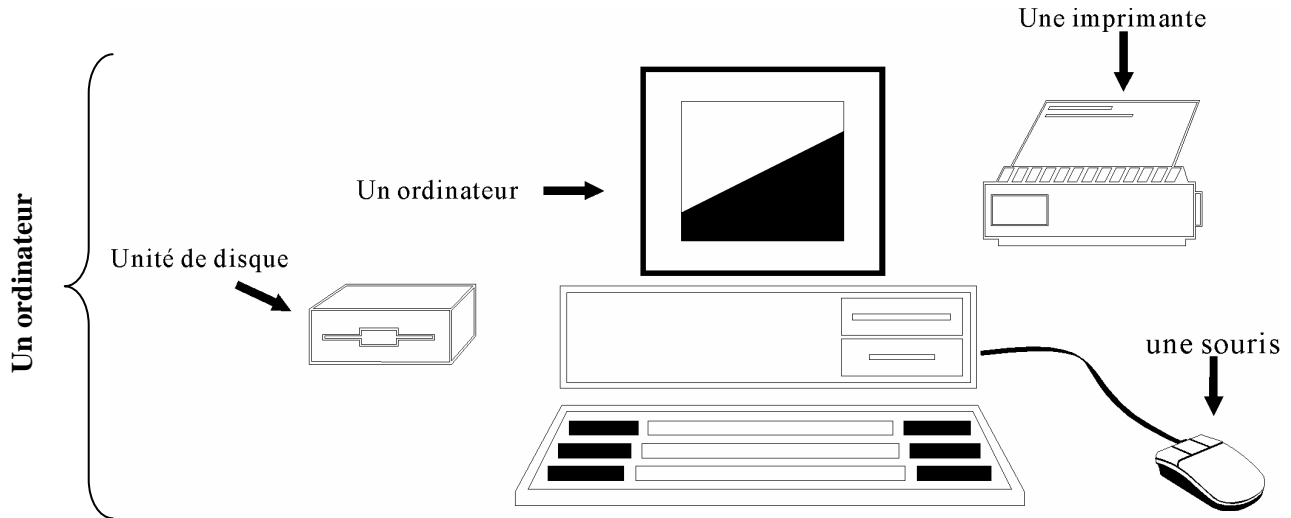 Une imprimante
Un ordinateur
Unité de disque
Un ordinateur
une souris